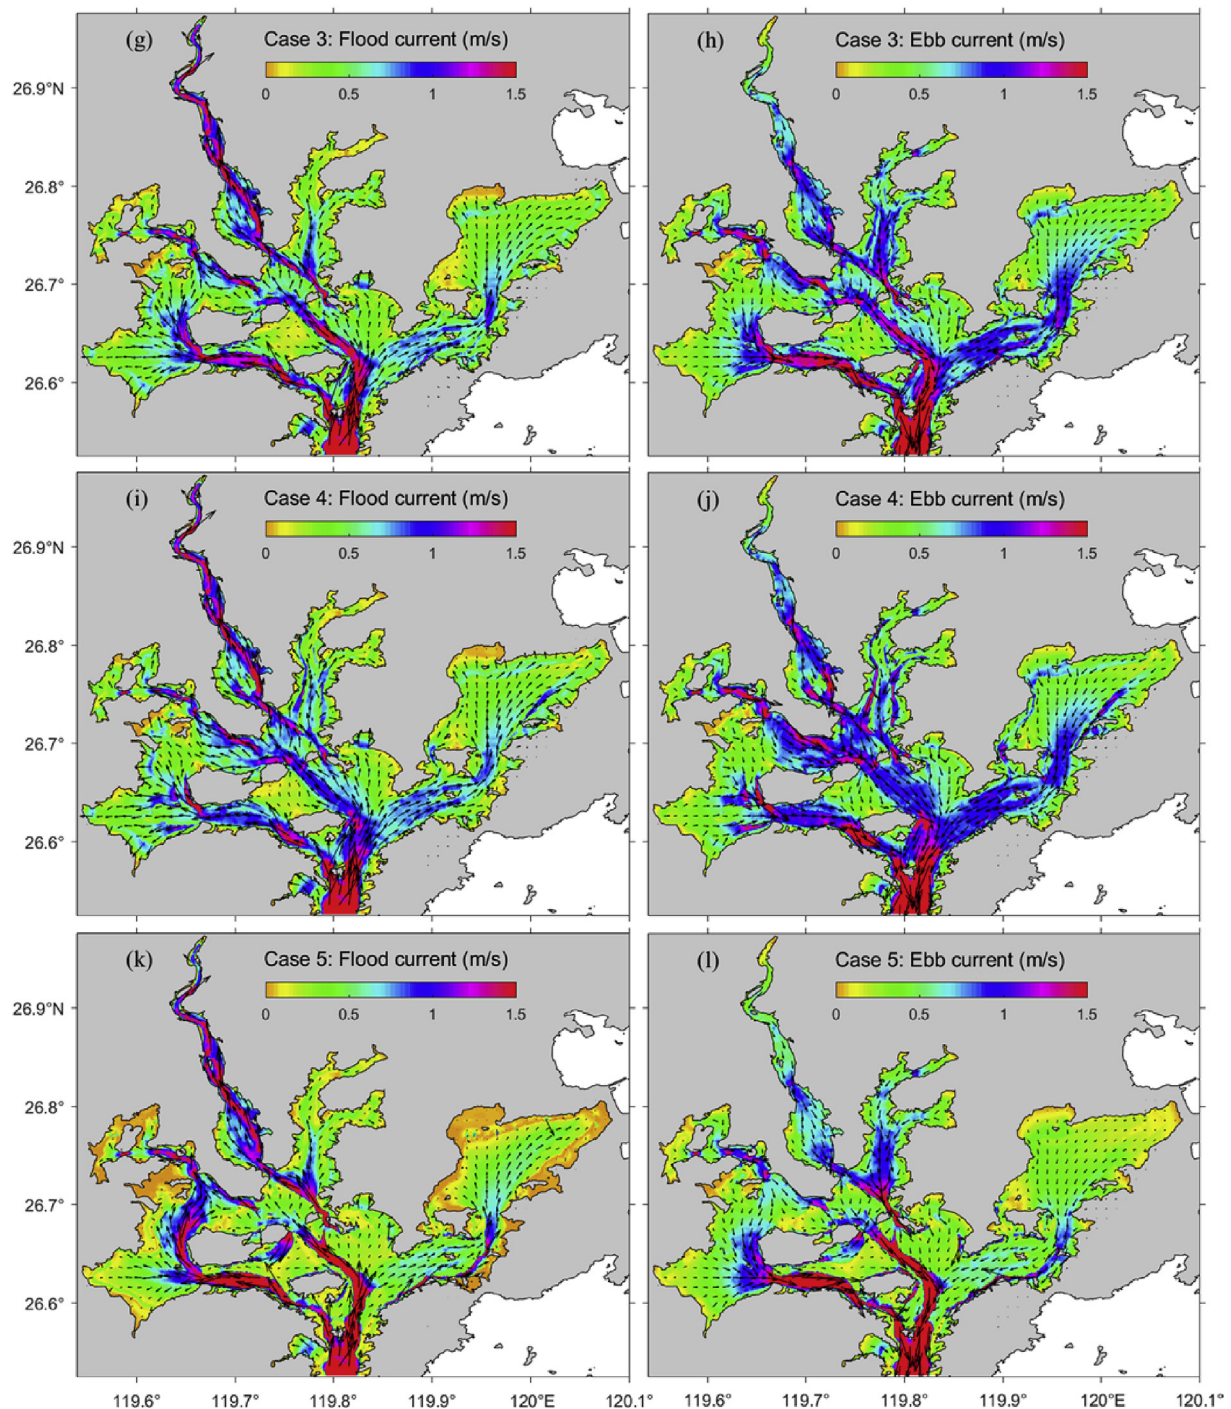 (g) Case 3: Flood current (m/s)
0 0.5 1 1.5
(h) Case 3: Ebb current (m/s)
0 0.5 1 1.5
26.9°N
26.8°
26.7°
26.6°
(i) Case 4: Flood current (m/s)
0 0.5 1 1.5
(j) Case 4: Ebb current (m/s)
0 0.5 1 1.5
26.9°N
26.8°
26.7°
26.6°
(k) Case 5: Flood current (m/s)
0 0.5 1 1.5
(l) Case 5: Ebb current (m/s)
0 0.5 1 1.5
26.9°N
26.8°
26.7°
26.6°
119.6° 119.7° 119.8° 119.9° 120° 120.1°
119.6° 119.7° 119.8° 119.9° 120°E 120.1°